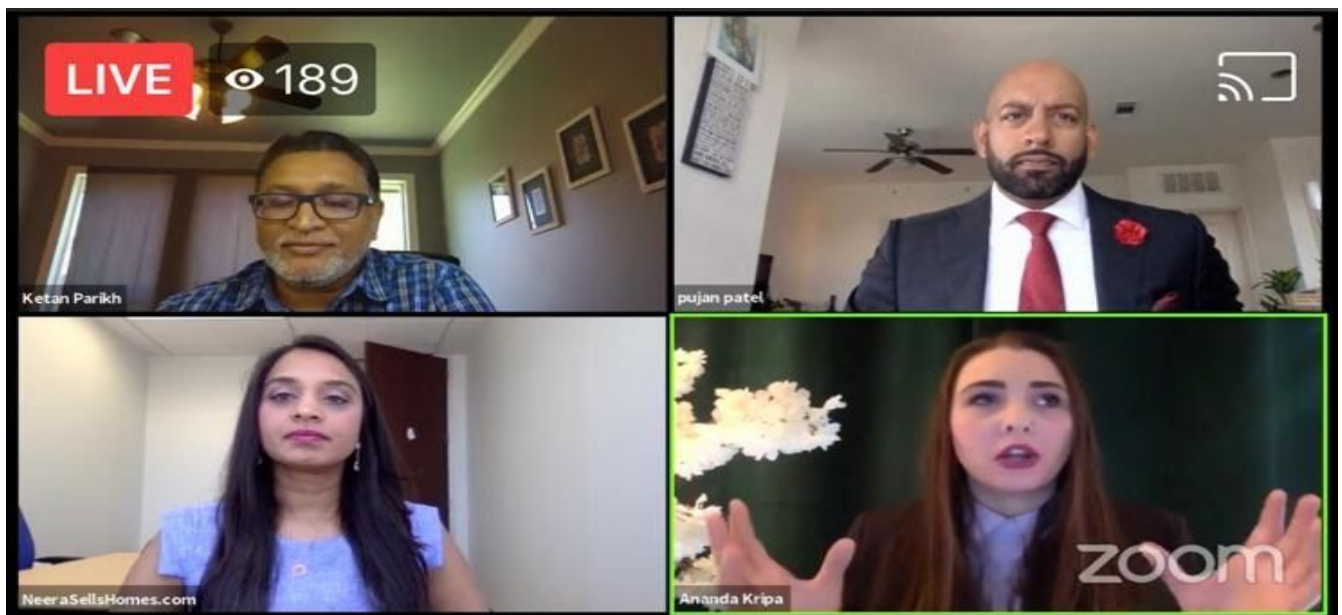 LIVE 189
Ketan Parikh
pujan patel
NeeraSellsHomes.com
Ananda Kripa
zoom